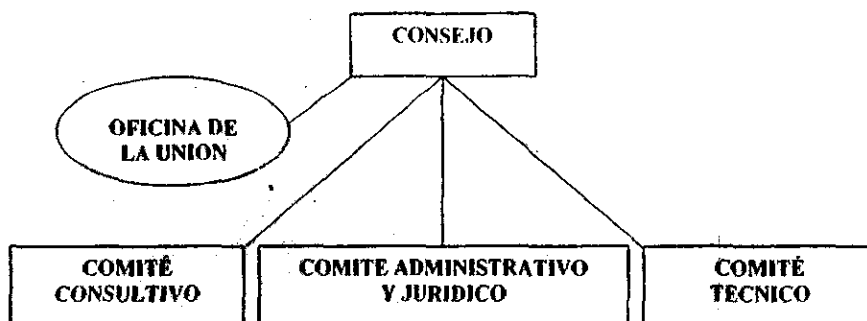 CONSEJO
OFICINA DE
LA UNION
COMITÉ
CONSULTIVO
COMITE ADMINISTRATIVO
Y JURIDICO
COMITÉ
TECNICO